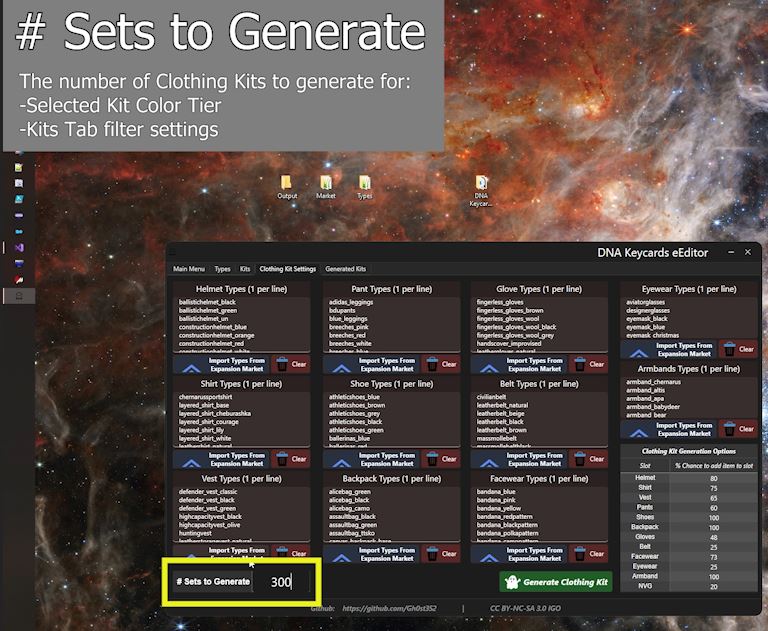 # Sets to Generate
The number of Clothing Kits to generate for:
-Selected Kit Color Tier
-Kits Tab filter settings
Output
Market
Types
DNA
Keycar...
DNA Keycards eEditor
Main Menu
Types
Kits
Clothing Kit Settings
Generated Kits
Helmet Types (1 per line)
ballistichelmet_black
ballistichelmet_green
ballistichelmet_un
constructionhelmet_blue
constructionhelmet_orange
constructionhelmet_red
constructionhelmet_white
Import Types From
Expansion Market
Clear
Pant Types (1 per line)
adidas_leggings
bdupants
blue_leggings
breeches_pink
breeches_red
breeches_white
breeches_blue
Import Types From
Expansion Market
Clear
Glove Types (1 per line)
fingerless_gloves
fingerless_gloves_brown
fingerless_gloves_wool
fingerless_gloves_wool_black
fingerless_gloves_wool_grey
handscover_improvised
leathergloves_natural
Import Types From
Expansion Market
Clear
Eyewear Types (1 per line)
aviatorglasses
designerglasses
eyemask_black
eyemask_blue
eyemask_christmas
Import Types From
Expansion Market
Clear
Shirt Types (1 per line)
chernarussportshirt
layered_shirt_base
layered_shirt_cheburashka
layered_shirt_courage
layered_shirt_lily
layered_shirt_white
leathershirt_natural
Import Types From
Expansion Market
Clear
Shoe Types (1 per line)
athleticshoes_blue
athleticshoes_brown
athleticshoes_grey
athleticshoes_black
athleticshoes_green
ballerinas_blue
ballerinas_red
Import Types From
Expansion Market
Clear
Belt Types (1 per line)
civilianbelt
leatherbelt_natural
leatherbelt_beige
leatherbelt_black
leatherbelt_brown
massmollebelt
Import Types From
Expansion Market
Clear
Armbands Types (1 per line)
armband_chernarus
armband_altis
armband_apa
armband_babydeer
armband_bear
Import Types From
Expansion Market
Clear
Vest Types (1 per line)
defender_vest_classic
defender_vest_black
defender_vest_green
highcapacityvest_black
highcapacityvest_olive
huntingvest
leatherstoragevest_natural
Import Types From
Expansion Market
Clear
Backpack Types (1 per line)
alicebag_green
alicebag_black
alicebag_camo
assaultbag_black
assaultbag_green
assaultbag_ttsko
canvas_backpack_base
Import Types From
Expansion Market
Clear
Facewear Types (1 per line)
bandana_blue
bandana_pink
bandana_yellow
bandana_redpattern
bandana_blackpattern
bandana_polkapattern
bandana_camopattern
Import Types From
Expansion Market
Clear
Clothing Kit Generation Options
Slot % Chance to add item to slot
Helmet 80
Shirt 75
Vest 65
Pants 60
Shoes 100
Backpack 100
Gloves 48
Belt 25
Facewear 73
Eyewear 25
Armband 100
NVG 20
# Sets to Generate 300
Generate Clothing Kit
Github: https://github.com/Gh0st352 | CC BY-NC-SA 3.0 IGO